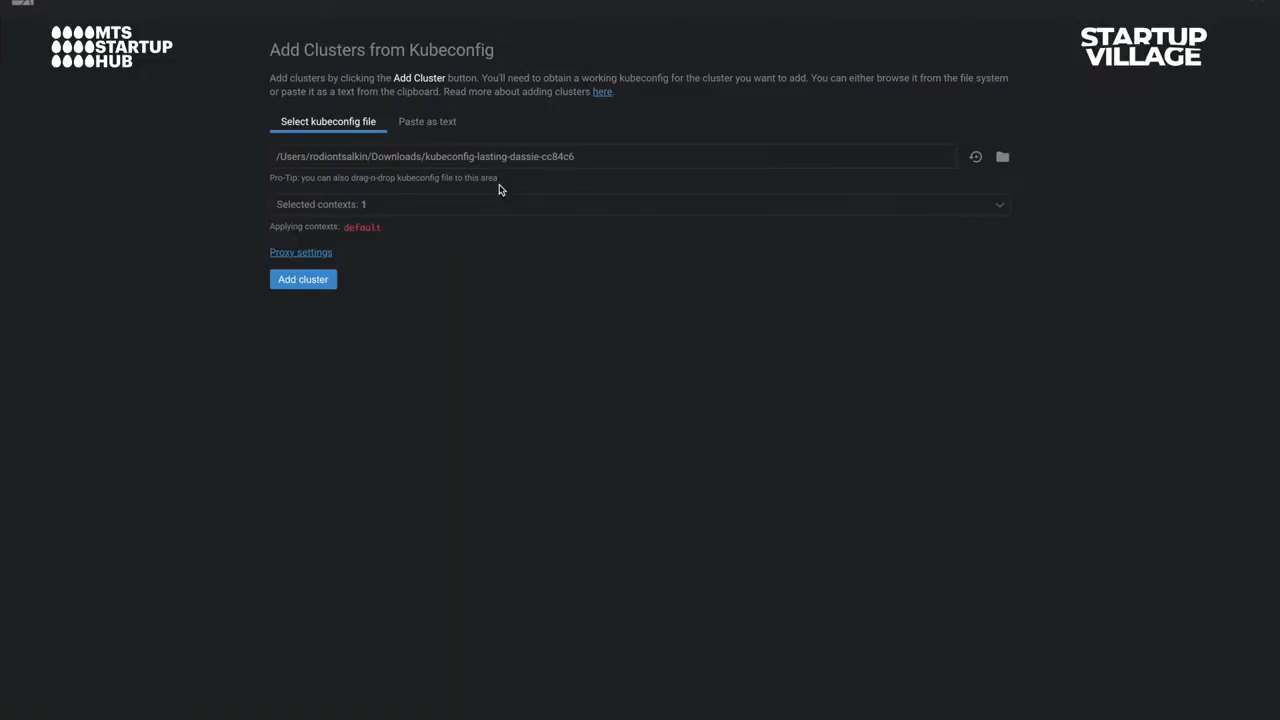 MTS
STARTUP
HUB
STARTUP
VILLAGE
Add Clusters from Kubeconfig
Add clusters by clicking the Add Cluster button. You'll need to obtain a working kubeconfig for the cluster you want to add. You can either browse it from the file system
or paste it as a text from the clipboard. Read more about adding clusters here.
Select kubeconfig file Paste as text
/Users/rodiontsalkin/Downloads/kubeconfig-lasting-dassie-cc84c6
Pro-Tip: you can also drag-n-drop kubeconfig file to this area
Selected contexts: 1
Applying contexts: default
Proxy settings
Add cluster